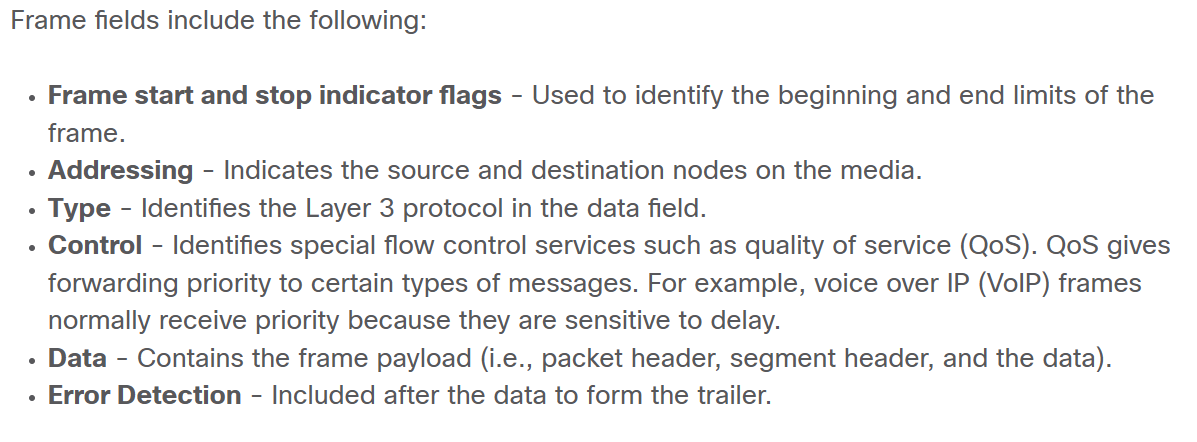 Frame fields include the following:
• Frame start and stop indicator flags - Used to identify the beginning and end limits of the
frame.
• Addressing - Indicates the source and destination nodes on the media.
• Type - Identifies the Layer 3 protocol in the data field.
• Control - Identifies special flow control services such as quality of service (QoS). QoS gives
forwarding priority to certain types of messages. For example, voice over IP (VoIP) frames
normally receive priority because they are sensitive to delay.
• Data - Contains the frame payload (i.e., packet header, segment header, and the data).
• Error Detection - Included after the data to form the trailer.